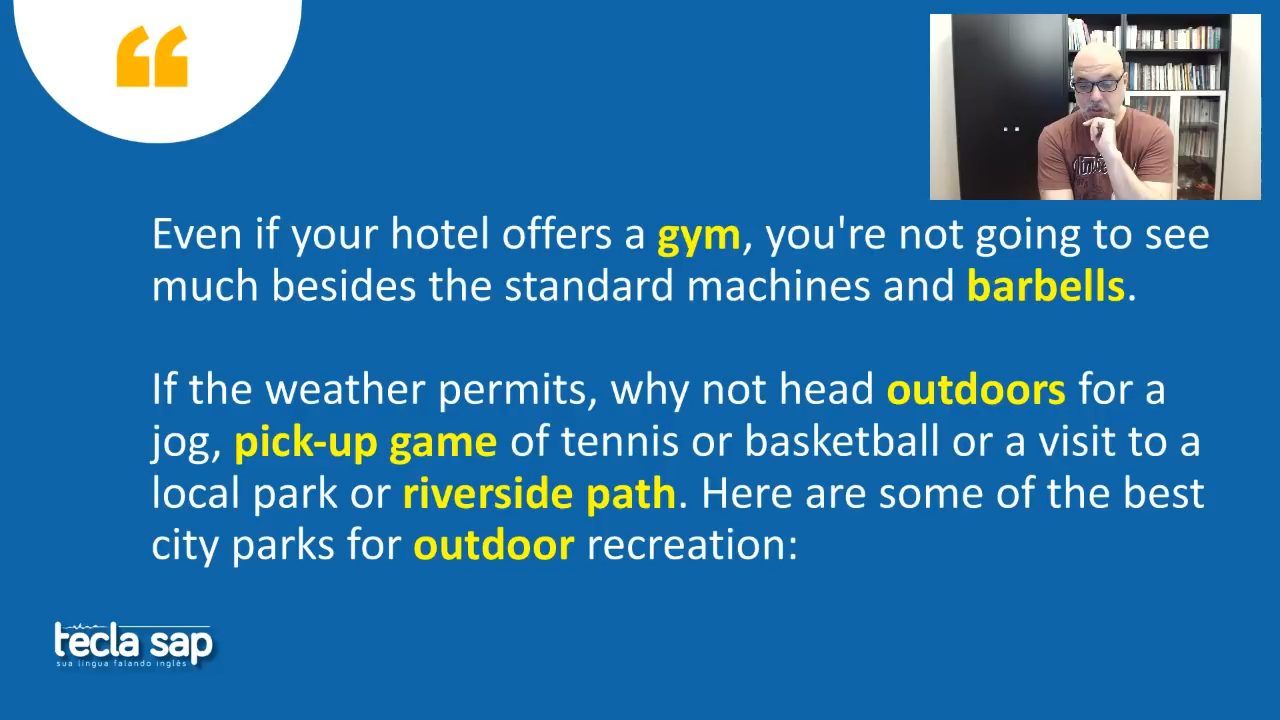 Even if your hotel offers a gym, you're not going to see
much besides the standard machines and barbells.
If the weather permits, why not head outdoors for a
jog, pick-up game of tennis or basketball or a visit to a
local park or riverside path. Here are some of the best
city parks for outdoor recreation:
tecla sap
sua língua falando inglês